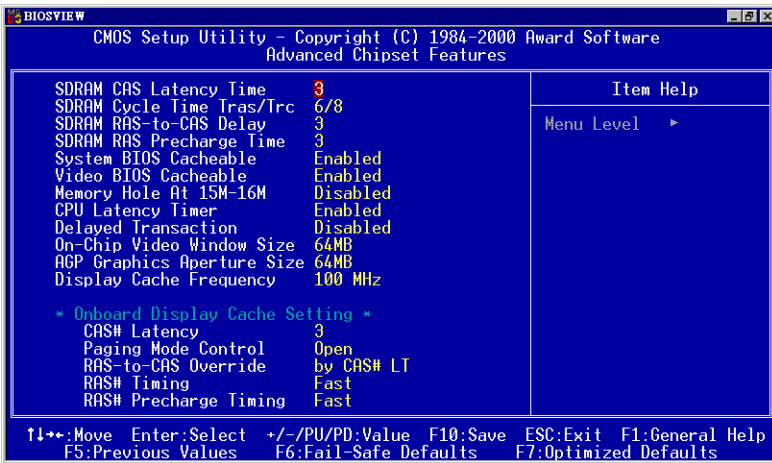 MS DOS BIOSVIEW
CMOS Setup Utility - Copyright (C) 1984-2000 Award Software
Advanced Chipset Features
SDRAM CAS Latency Time 3
SDRAM Cycle Time Tras/Trc 6/8
SDRAM RAS-to-CAS Delay 3
SDRAM RAS Precharge Time 3
System BIOS Cacheable Enabled
Video BIOS Cacheable Enabled
Memory Hole At 15M-16M Disabled
CPU Latency Timer Enabled
Delayed Transaction Disabled
On-Chip Video Window Size 64MB
AGP Graphics Aperture Size 64MB
Display Cache Frequency 100 MHz
* Onboard Display Cache Setting *
CAS# Latency 3
Paging Mode Control Open
RAS-to-CAS Override by CAS# LT
RAS# Timing Fast
RAS# Precharge Timing Fast
Item Help
Menu Level ►
↑↓→←:Move Enter:Select +/-/PU/PD:Value F10:Save ESC:Exit F1:General Help
F5:Previous Values F6:Fail-Safe Defaults F7:Optimized Defaults